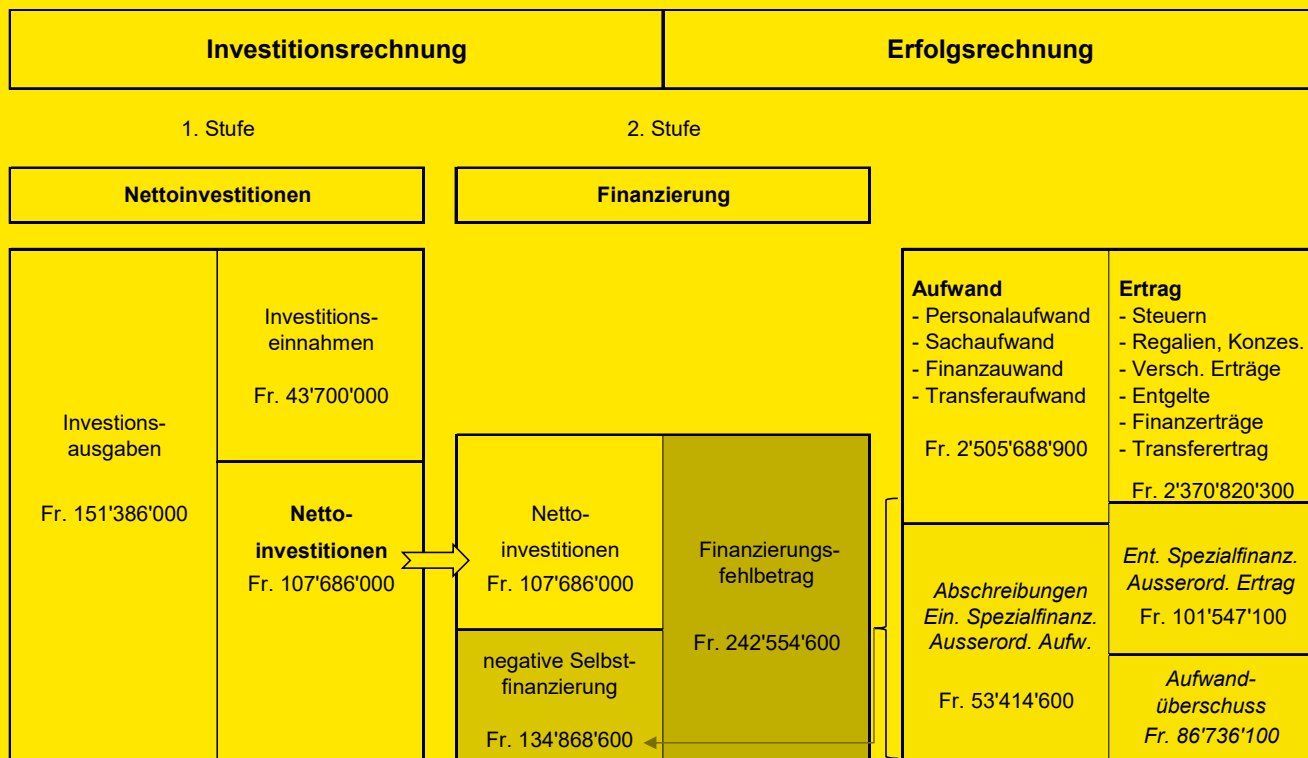 Investitionsrechnung
Erfolgsrechnung
1. Stufe
2. Stufe
Nettoinvestitionen
Finanzierung
Investions-
ausgaben
Fr. 151'386'000
Investitions-
einnahmen
Fr. 43'700'000
Netto-
investitionen
Fr. 107'686'000
Netto-
investitionen
Fr. 107'686'000
negative Selbst-
finanzierung
Fr. 134'868'600
Finanzierungs-
fehlbetrag
Fr. 242'554'600
Aufwand
- Personalaufwand
- Sachaufwand
- Finanzauwand
- Transferaufwand
Fr. 2'505'688'900
Abschreibungen
Ein. Spezialfinanz.
Ausserord. Aufw.
Fr. 53'414'600
Ertrag
- Steuern
- Regalien, Konzes.
- Versch. Erträge
- Entgelte
- Finanzerträge
- Transferertrag
Fr. 2'370'820'300
Ent. Spezialfinanz.
Ausserord. Ertrag
Fr. 101'547'100
Aufwand-
überschuss
Fr. 86'736'100